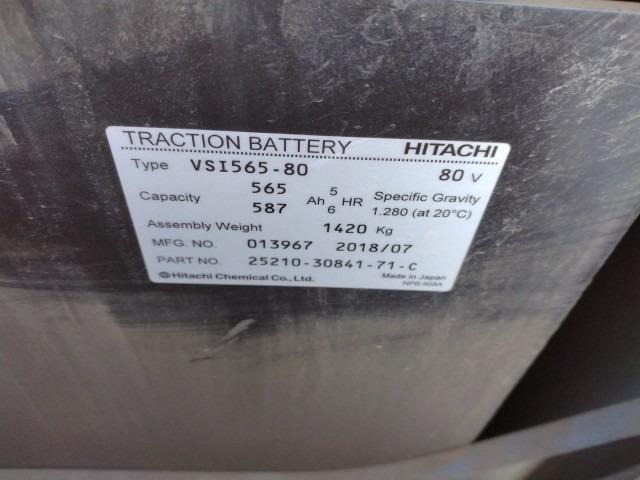 TRACTION BATTERY HITACHI
Type VSI565-80 80 V
Capacity 565 Ah 5 HR Specific Gravity
587 6 1.280 (at 20°C)
Assembly Weight 1420 Kg
MFG. NO. 013967 2018/07
PART NO. 25210-30841-71-C
Hitachi Chemical Co., Ltd. Made in Japan
NPB-808A